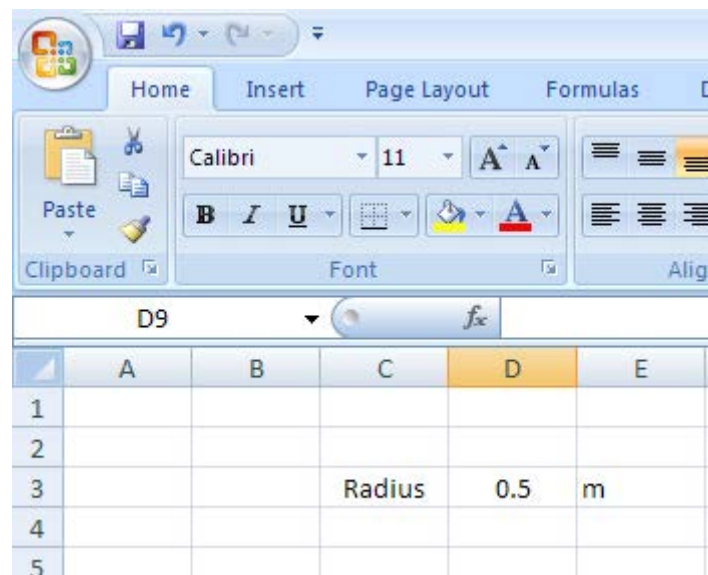 Home Insert Page Layout Formulas
Calibri 11 A A
Paste B I U A
Clipboard Font Alig
D9 fx
A B C D E
1
2
3 Radius 0.5 m
4
5